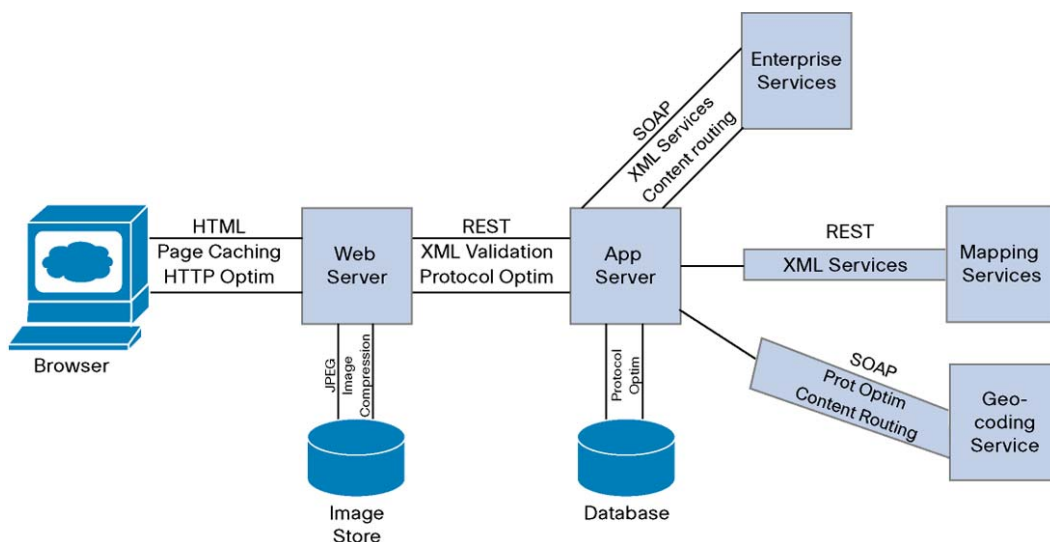 Enterprise
Services
SOAP
XML Services
Content routing
HTML
Page Caching
HTTP Optim
Web
Server
REST
XML Validation
Protocol Optim
App
Server
REST
XML Services
Mapping
Services
Browser
JPEG
Image
Compression
Protocol
Optim
SOAP
Prot Optim
Content Routing
Geo-
coding
Service
Image
Store
Database